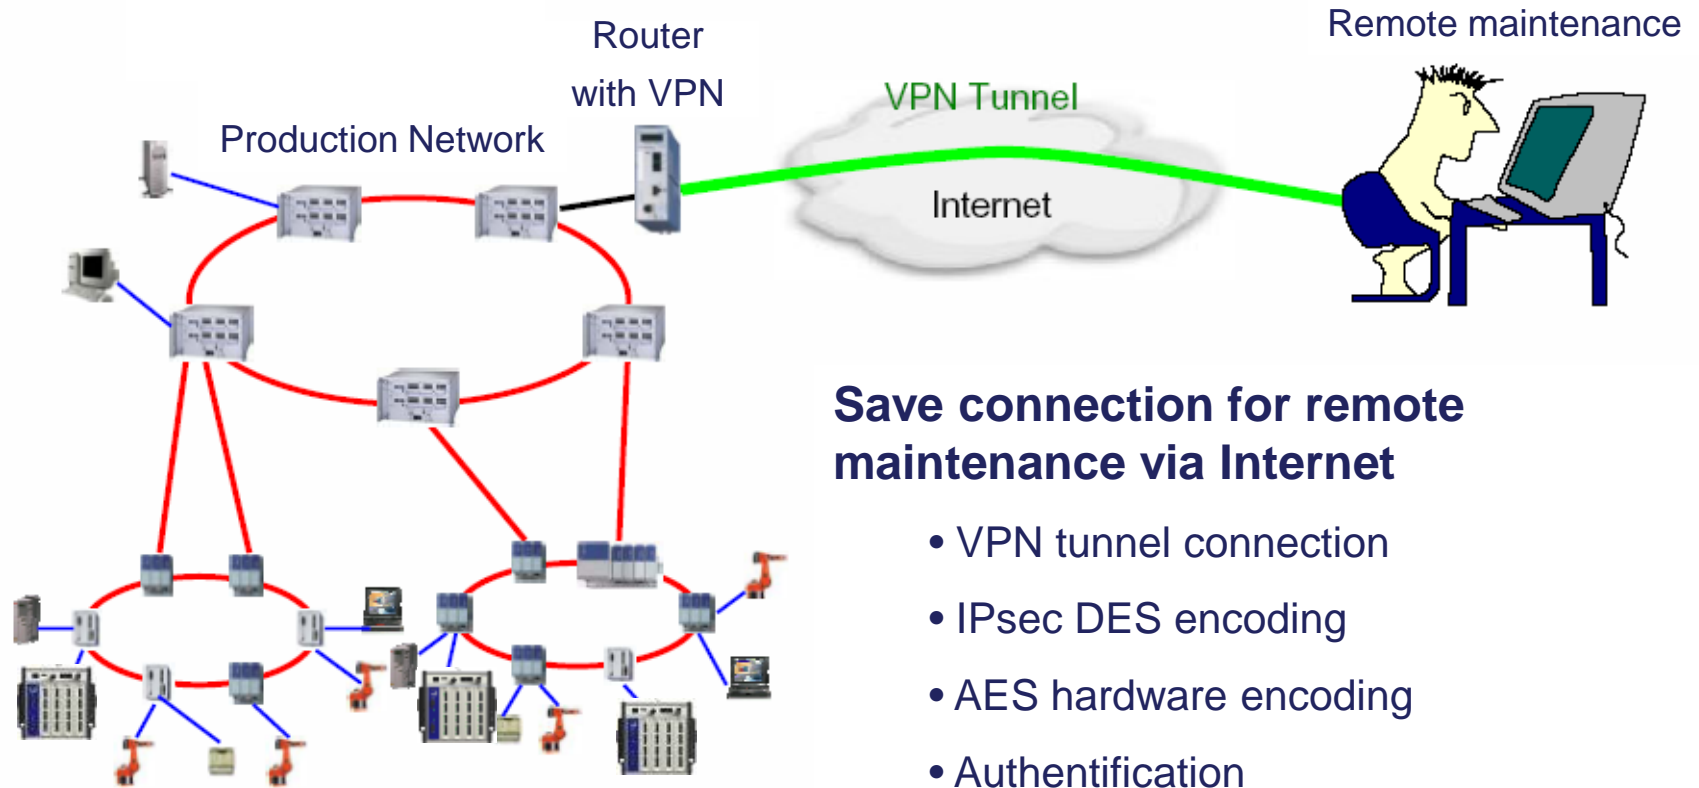 Remote maintenance
Router
with VPN
VPN Tunnel
Production Network
Internet
Save connection for remote
maintenance via Internet
• VPN tunnel connection
• IPsec DES encoding
• AES hardware encoding
• Authentification